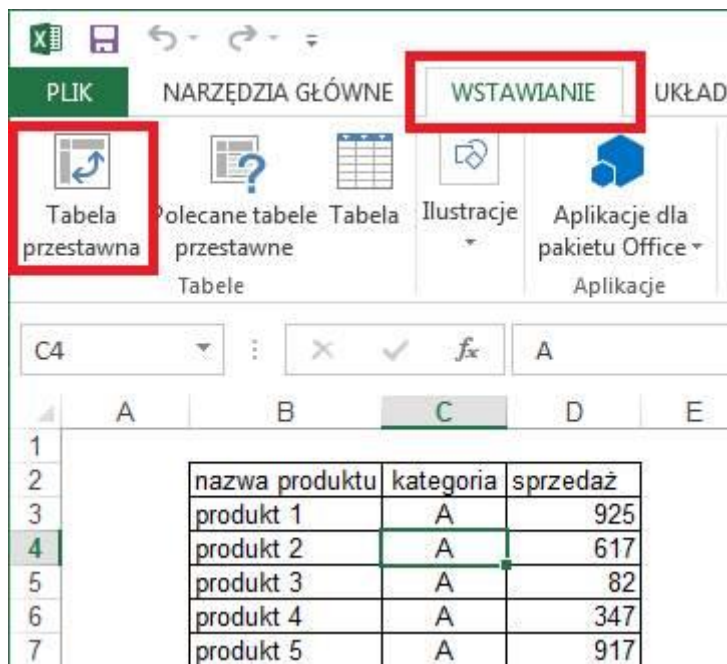 PLIK NARZĘDZIA GŁÓWNE WSTAWIANIE UKŁAD
Tabela przestawna
Polecane tabele przestawne
Tabela
Ilustracje
Aplikacje dla pakietu Office
Tabele
Aplikacje
C4 fx A
A B C D E
1
2 nazwa produktu kategoria sprzedaż
3 produkt 1 A 925
4 produkt 2 A 617
5 produkt 3 A 82
6 produkt 4 A 347
7 produkt 5 A 917